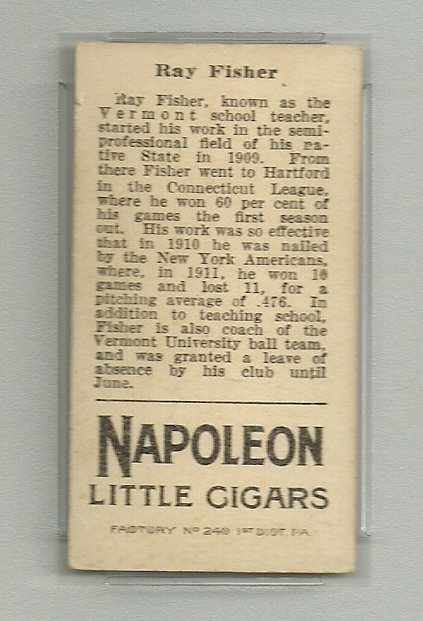 Ray Fisher
Ray Fisher, known as the
Vermont school teacher,
started his work in the semi-
professional field of his na-
tive State in 1909. From
there Fisher went to Hartford
in the Connecticut League,
where he won 60 per cent of
his games the first season
out. His work was so effective
that in 1910 he was nailed
by the New York Americans,
where, in 1911, he won 10
games and lost 11, for a
pitching average of .476. In
addition to teaching school,
Fisher is also coach of the
Vermont University ball team,
and was granted a leave of
absence by his club until
June.
NAPOLEON
LITTLE CIGARS
FACTORY No 240 1ST DIST. PA.